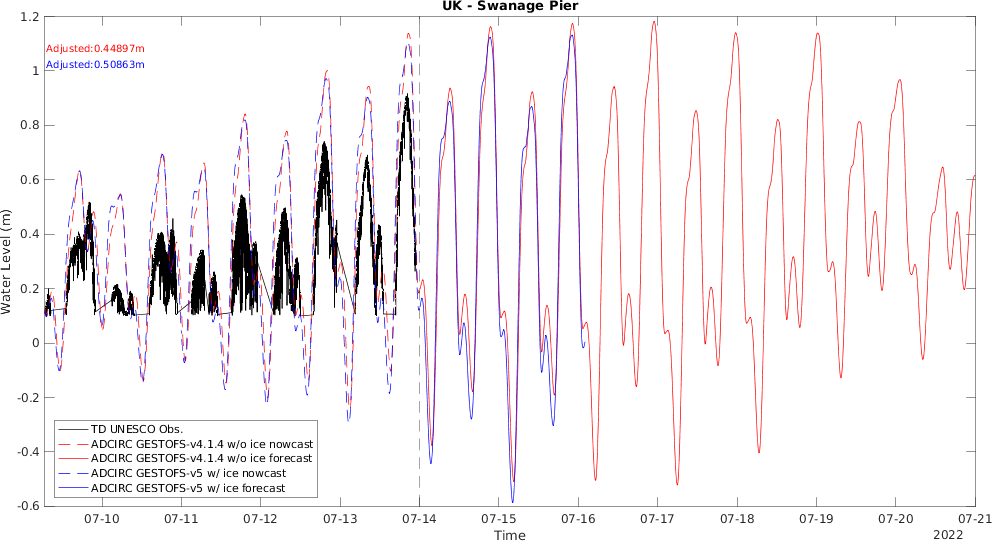 UK - Swanage Pier
Adjusted:0.44897m
Adjusted:0.50863m
1.2
1
0.8
0.6
0.4
0.2
0
-0.2
-0.4
-0.6
Water Level (m)
TD UNESCO Obs.
ADCIRC GESTOFS-v4.1.4 w/o ice nowcast
ADCIRC GESTOFS-v4.1.4 w/o ice forecast
ADCIRC GESTOFS-v5 w/ ice nowcast
ADCIRC GESTOFS-v5 w/ ice forecast
07-10 07-11 07-12 07-13 07-14 07-15 07-16 07-17 07-18 07-19 07-20 07-21
Time
2022